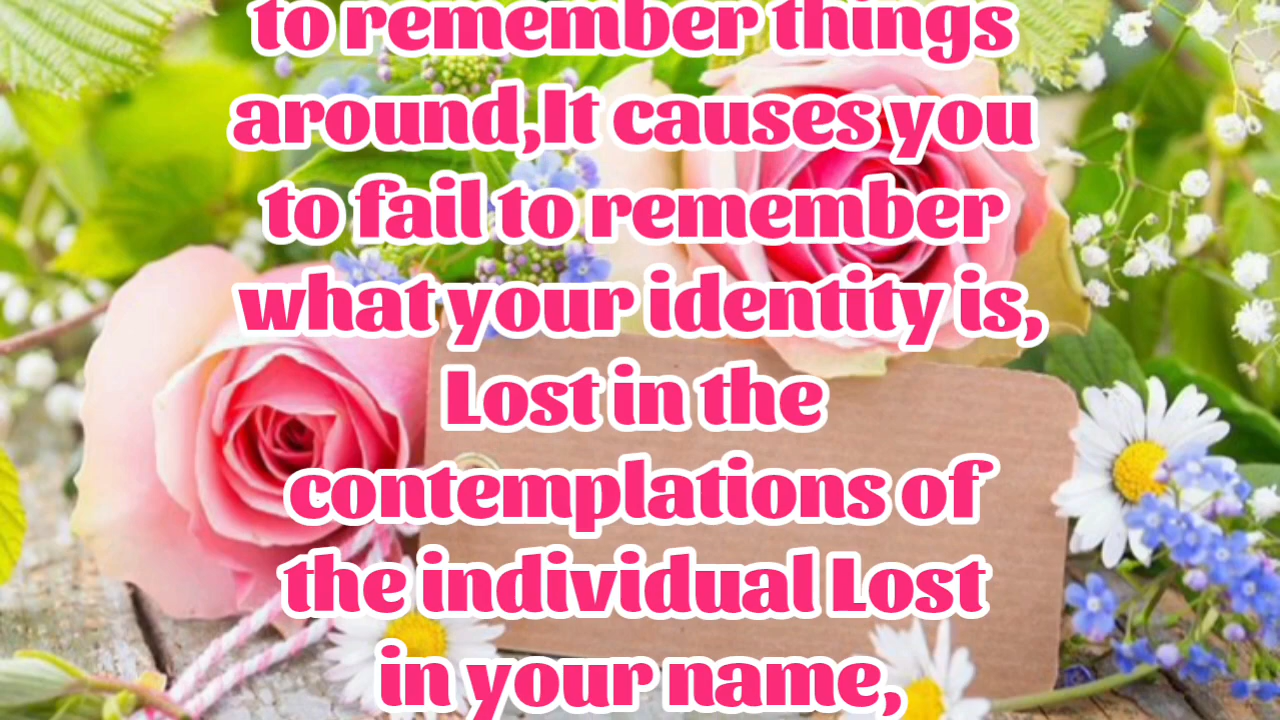 to remember things
around,It causes you
to fail to remember
what your identity is,
Lost in the
contemplations of
the individual Lost
in your name,